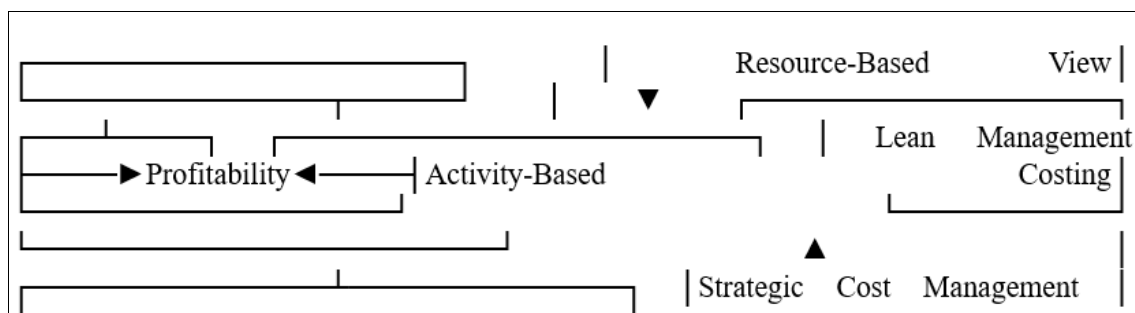 Resource-Based View
Lean Management
Profitability Activity-Based Costing
Strategic Cost Management